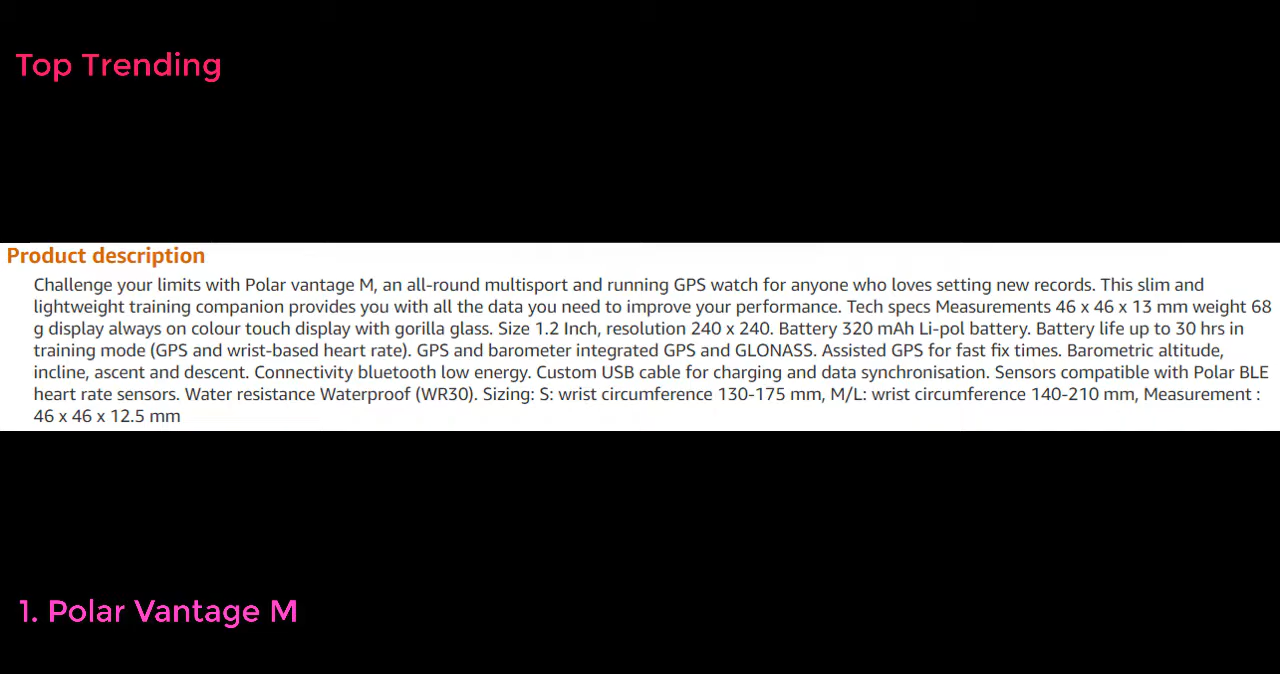 Top Trending
Product description
Challenge your limits with Polar vantage M, an all-round multisport and running GPS watch for anyone who loves setting new records. This slim and
lightweight training companion provides you with all the data you need to improve your performance. Tech specs Measurements 46 x 46 x 13 mm weight 68
g display always on colour touch display with gorilla glass. Size 1.2 Inch, resolution 240 x 240. Battery 320 mAh Li-pol battery. Battery life up to 30 hrs in
training mode (GPS and wrist-based heart rate). GPS and barometer integrated GPS and GLONASS. Assisted GPS for fast fix times. Barometric altitude,
incline, ascent and descent. Connectivity bluetooth low energy. Custom USB cable for charging and data synchronisation. Sensors compatible with Polar BLE
heart rate sensors. Water resistance Waterproof (WR30). Sizing: S: wrist circumference 130-175 mm, M/L: wrist circumference 140-210 mm, Measurement :
46 x 46 x 12.5 mm
1. Polar Vantage M